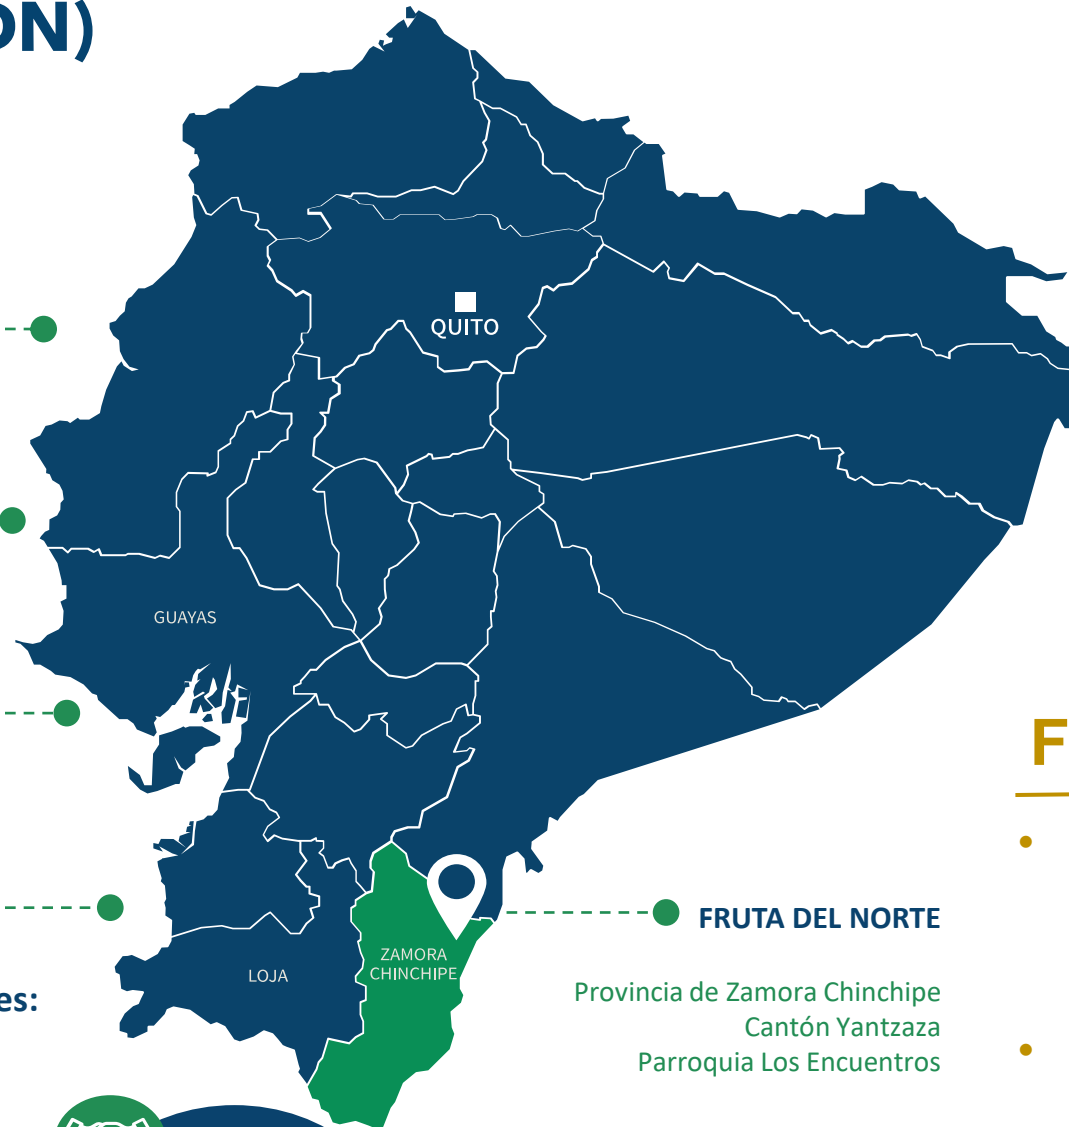 ON)
QUITO
GUAYAS
F
FRUTA DEL NORTE
ZAMORA
CHINCHIPE
LOJA
Provincia de Zamora Chinchipe
es:
Cantón Yantzaza
Parroquia Los Encuentros